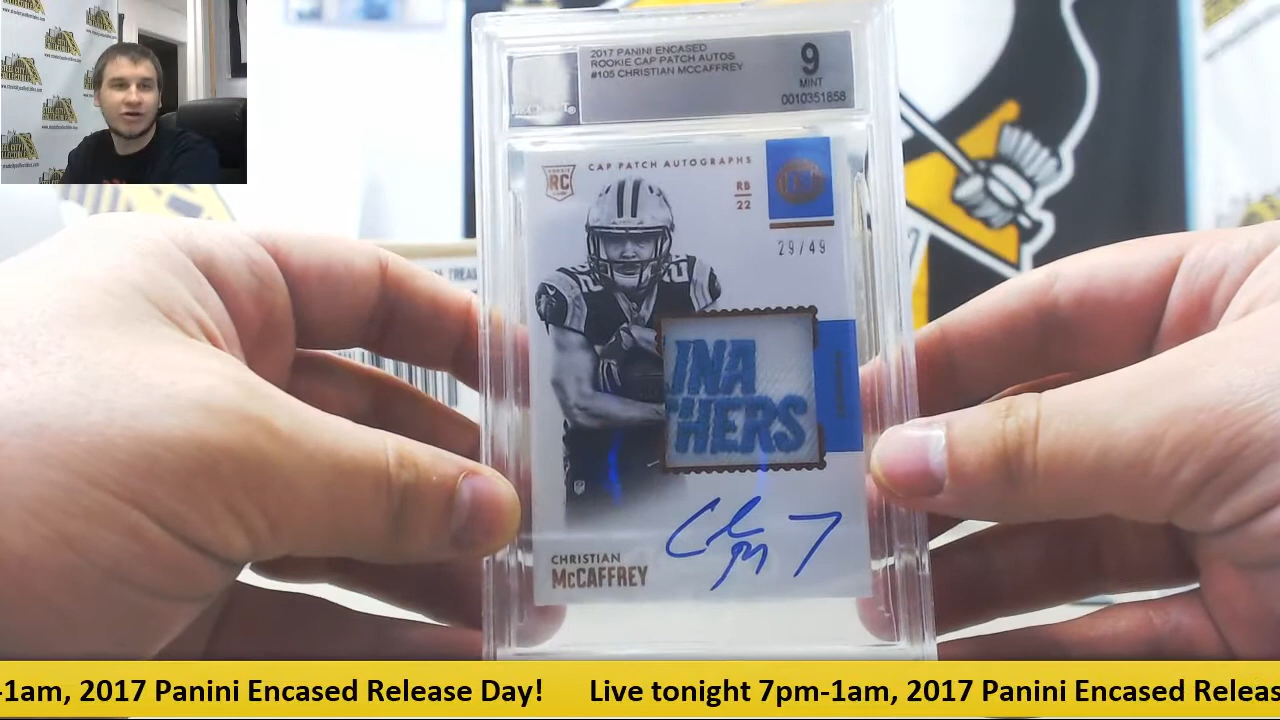 2017 PANINI ENCASED
ROOKIE CAP PATCH AUTOS
#105 CHRISTIAN MCCAFFREY
9
MINT
0010351858
CAP PATCH AUTOGRAPHS
RC
RB
22
29/49
INA
HERS
CHRISTIAN
McCAFFREY
-1am, 2017 Panini Encased Release Day! Live tonight 7pm-1am, 2017 Panini Encased Releas